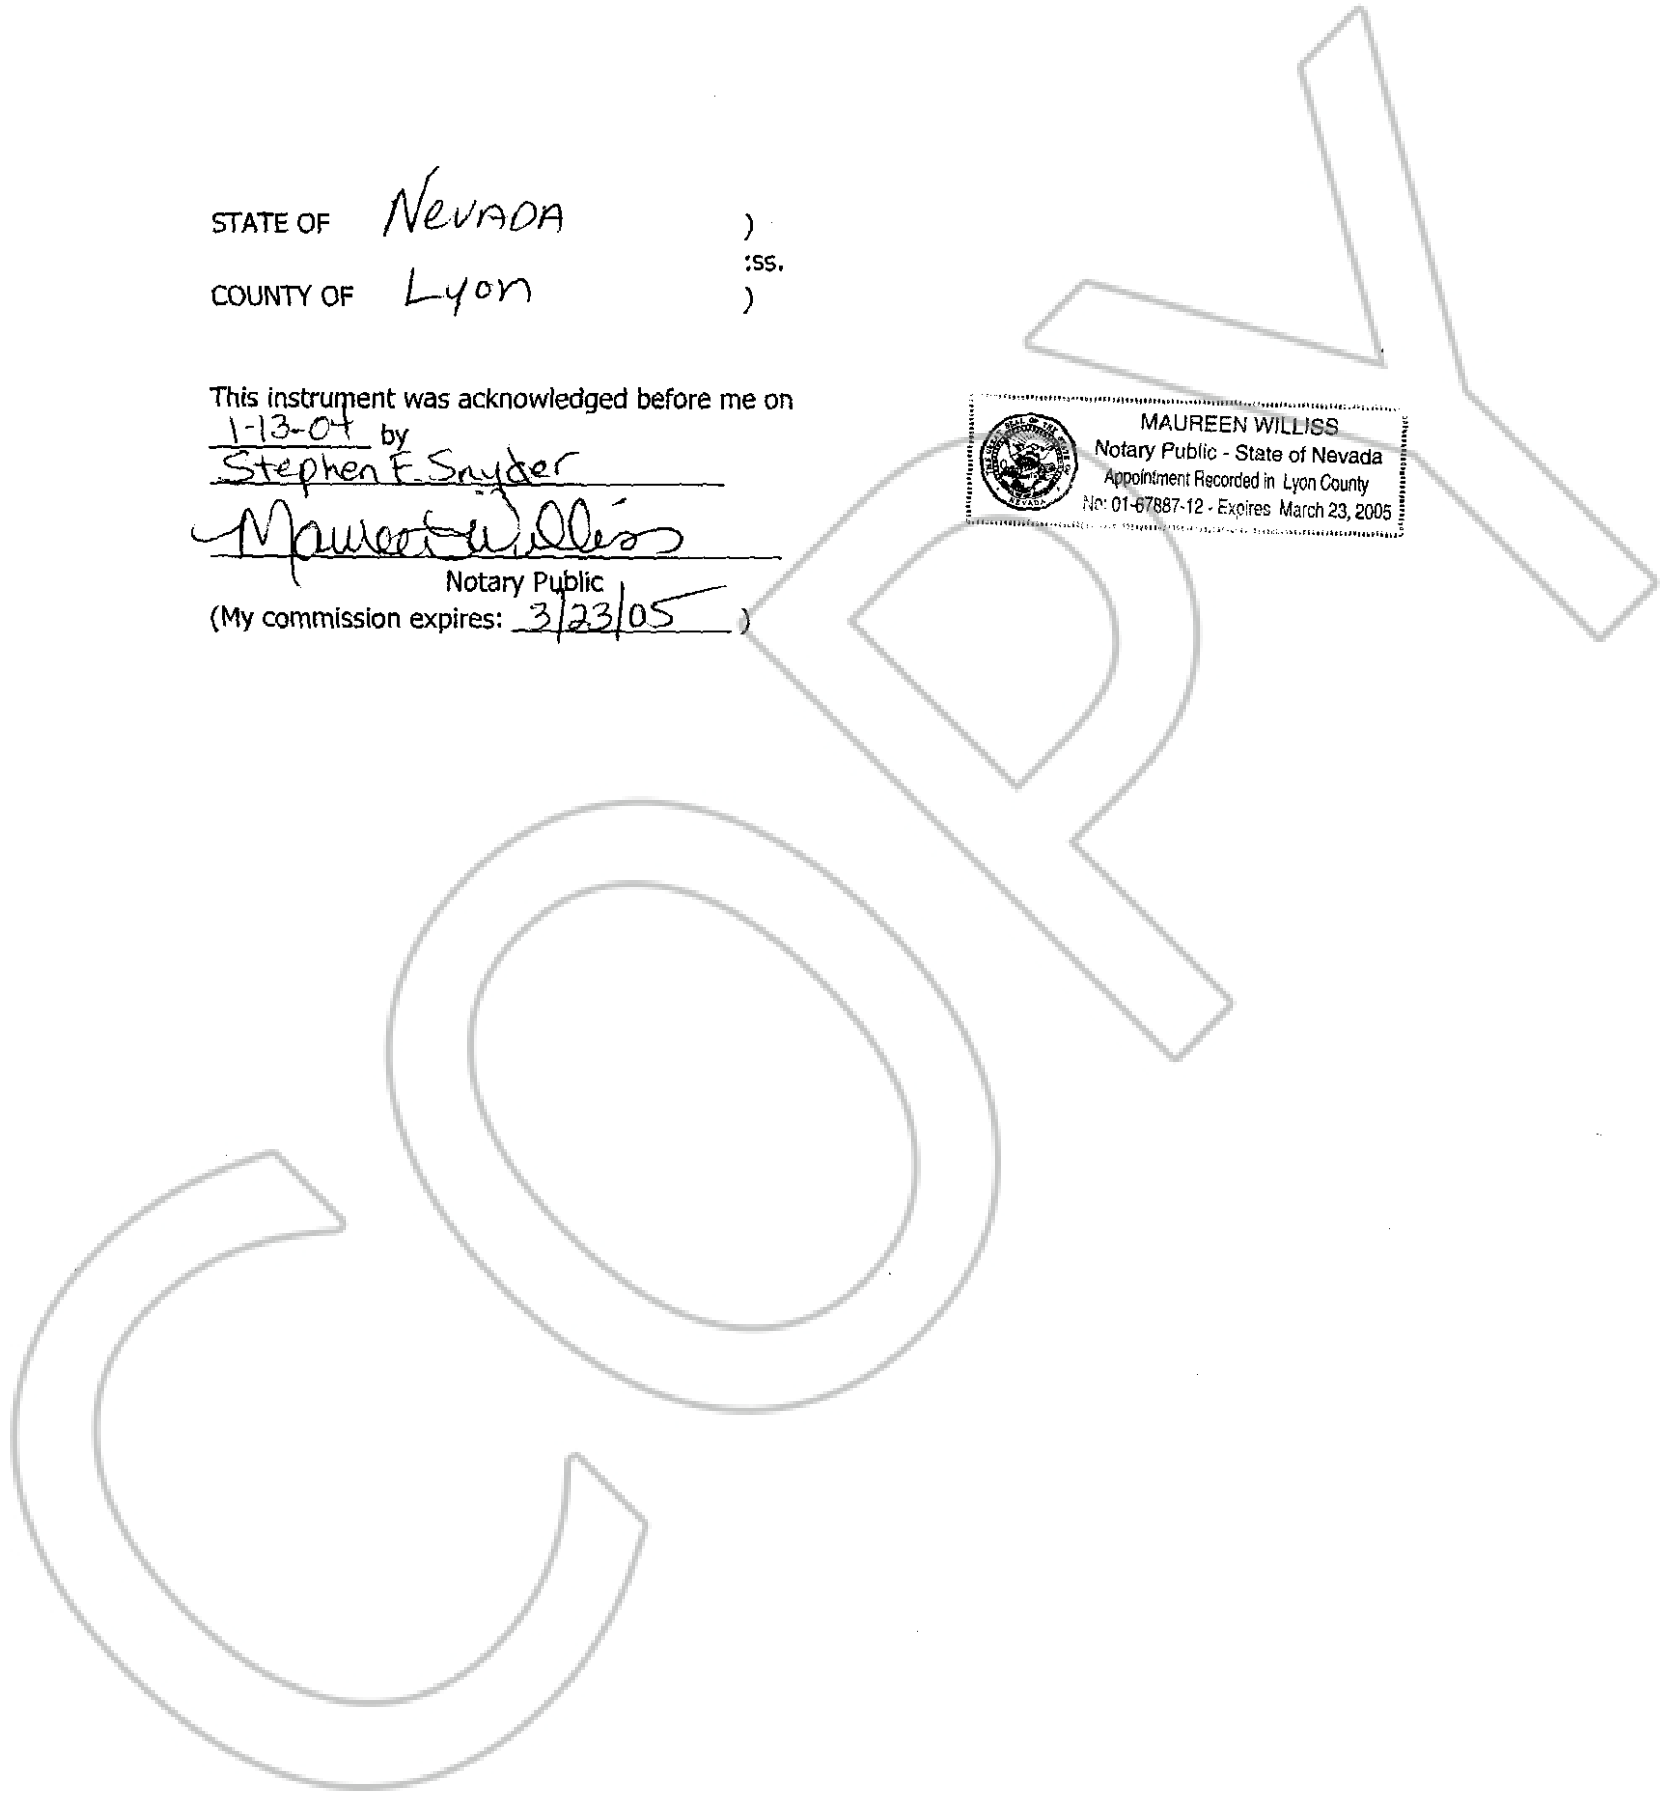 STATE OF Nevada )
:ss.
COUNTY OF Lyon )
This instrument was acknowledged before me on
1-13-04 by
Stephen E. Snyder
Maureen Williss
Notary Public
(My commission expires: 3/23/05 )
MAUREEN WILLISS
Notary Public - State of Nevada
Appointment Recorded in Lyon County
No: 01-67887-12 - Expires March 23, 2005
NEVADA
COPY